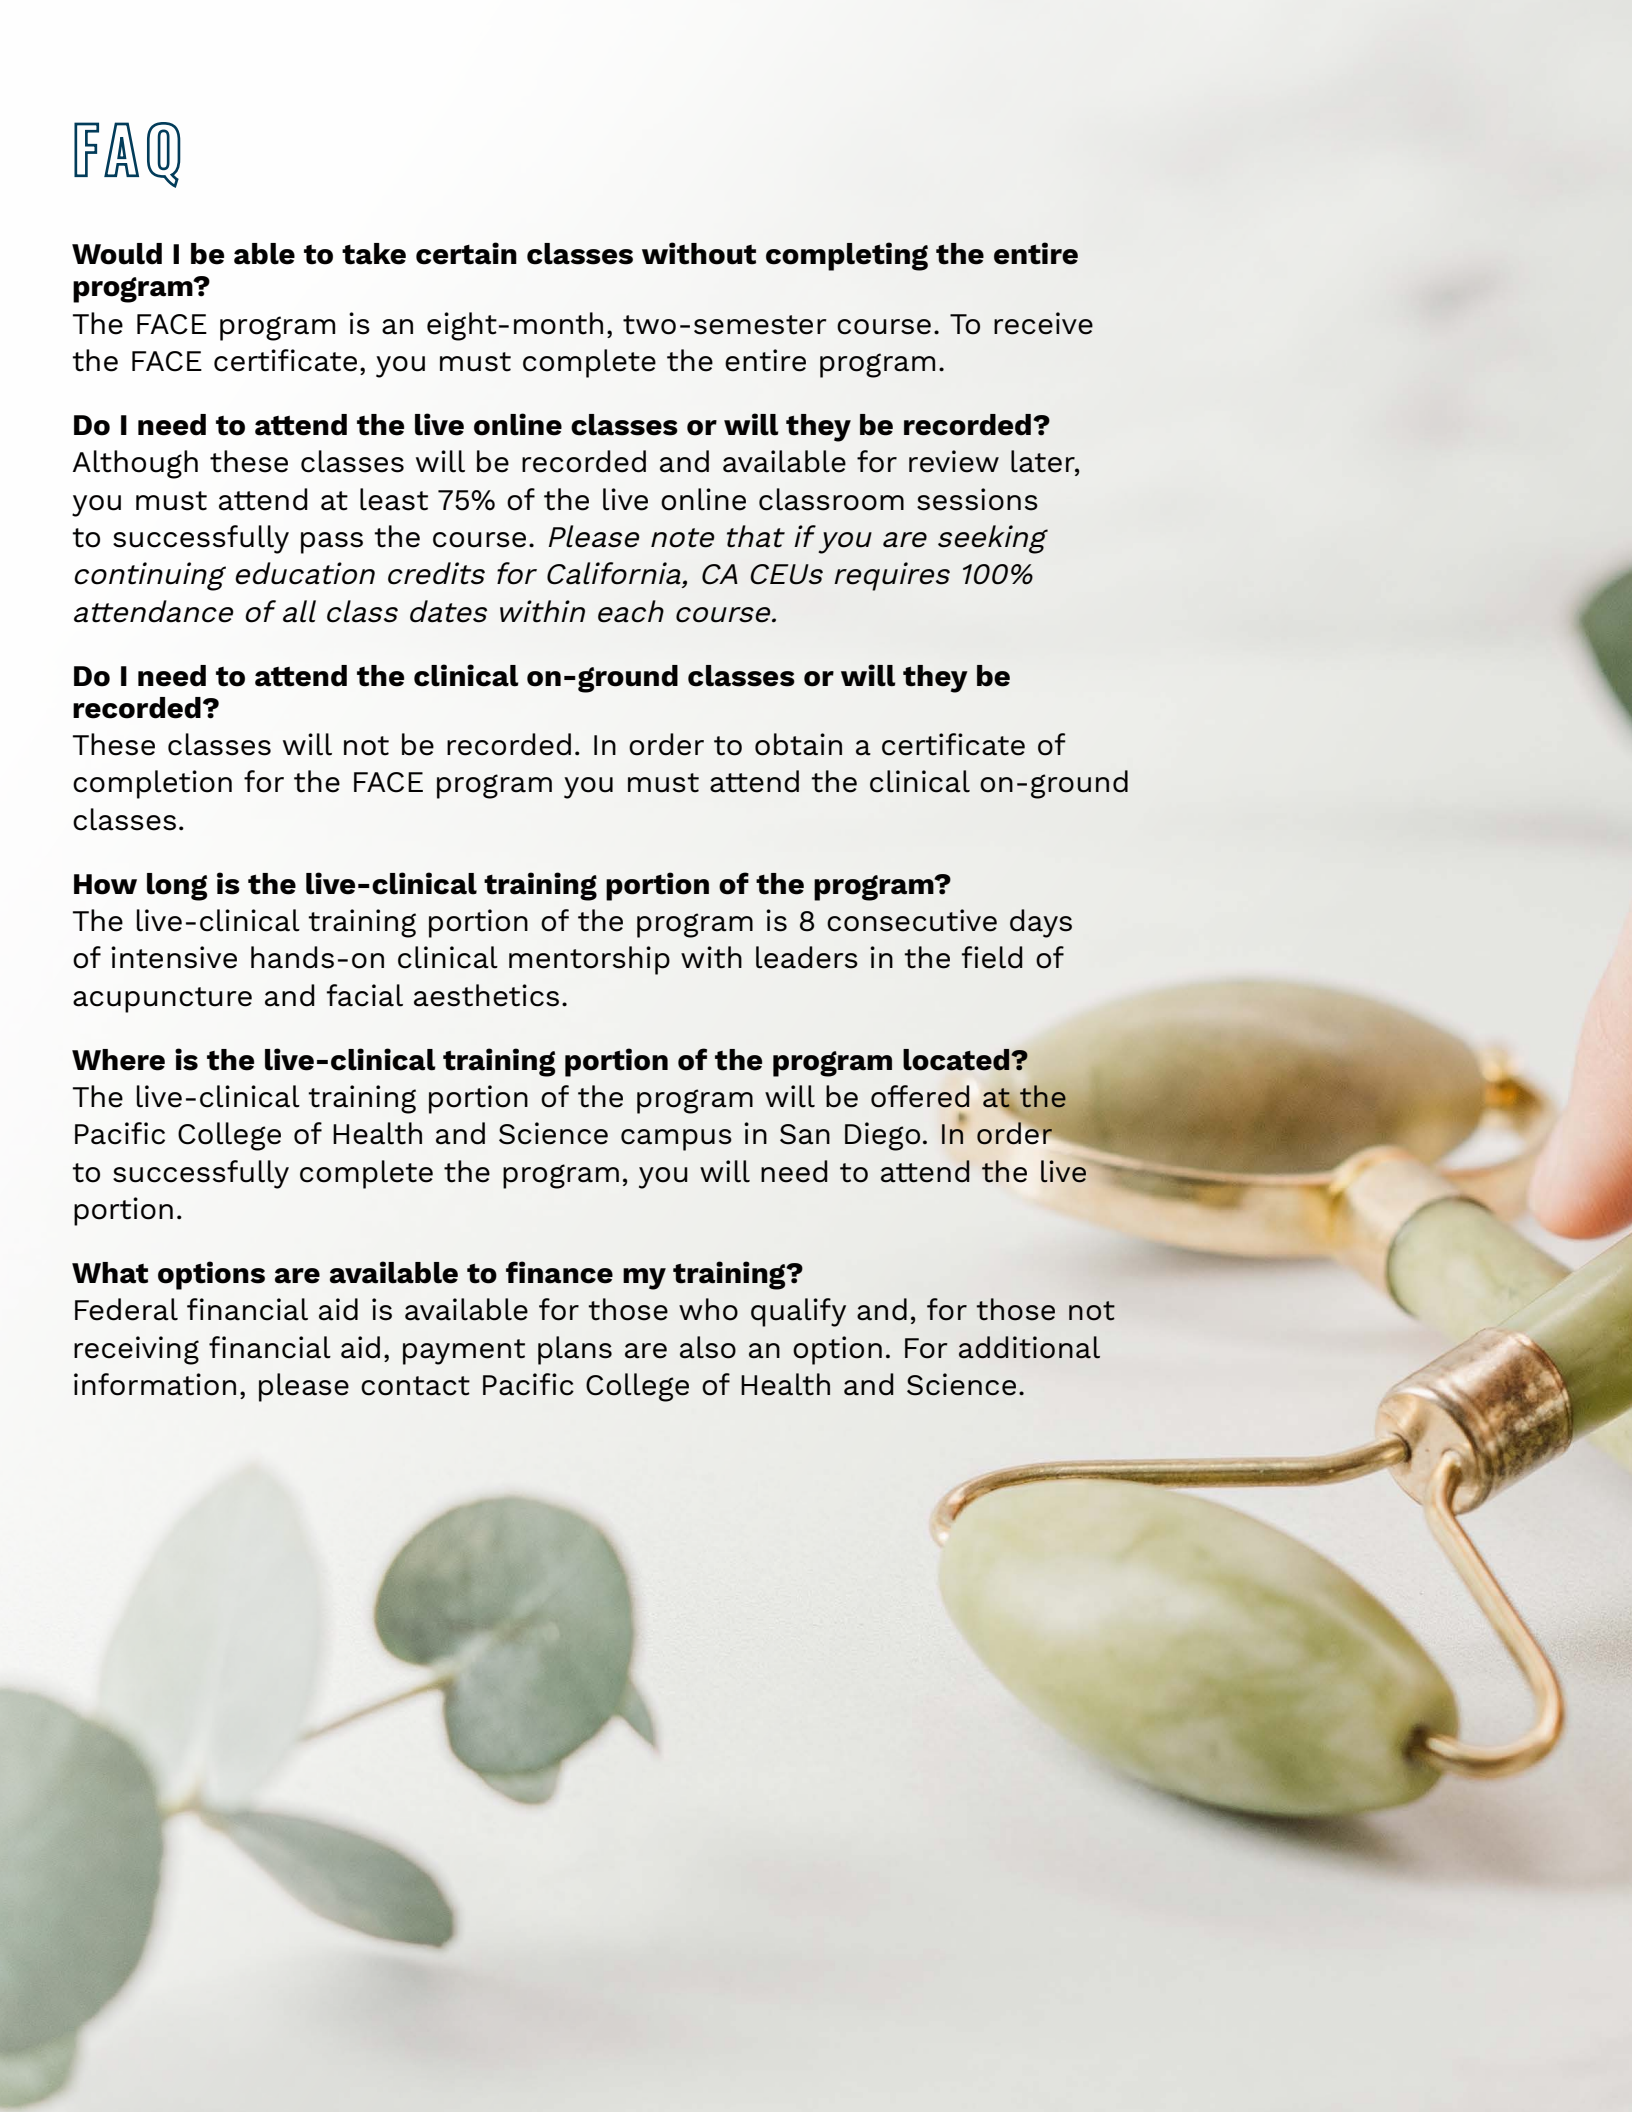 FAQ
Would I be able to take certain classes without completing the entire
program?
The FACE program is an eight-month, two-semester course. To receive
the FACE certificate, you must complete the entire program.
Do I need to attend the live online classes or will they be recorded?
Although these classes will be recorded and available for review later,
you must attend at least 75% of the live online classroom sessions
to successfully pass the course. Please note that if you are seeking
continuing education credits for California, CA CEUs requires 100%
attendance of all class dates within each course.
Do I need to attend the clinical on-ground classes or will they be
recorded?
These classes will not be recorded. In order to obtain a certificate of
completion for the FACE program you must attend the clinical on-ground
classes.
How long is the live-clinical training portion of the program?
The live-clinical training portion of the program is 8 consecutive days
of intensive hands-on clinical mentorship with leaders in the field of
acupuncture and facial aesthetics.
Where is the live-clinical training portion of the program located?
The live-clinical training portion of the program will be offered at the
Pacific College of Health and Science campus in San Diego. In order
to successfully complete the program, you will need to attend the live
portion.
What options are available to finance my training?
Federal financial aid is available for those who qualify and, for those not
receiving financial aid, payment plans are also an option. For additional
information, please contact Pacific College of Health and Science.